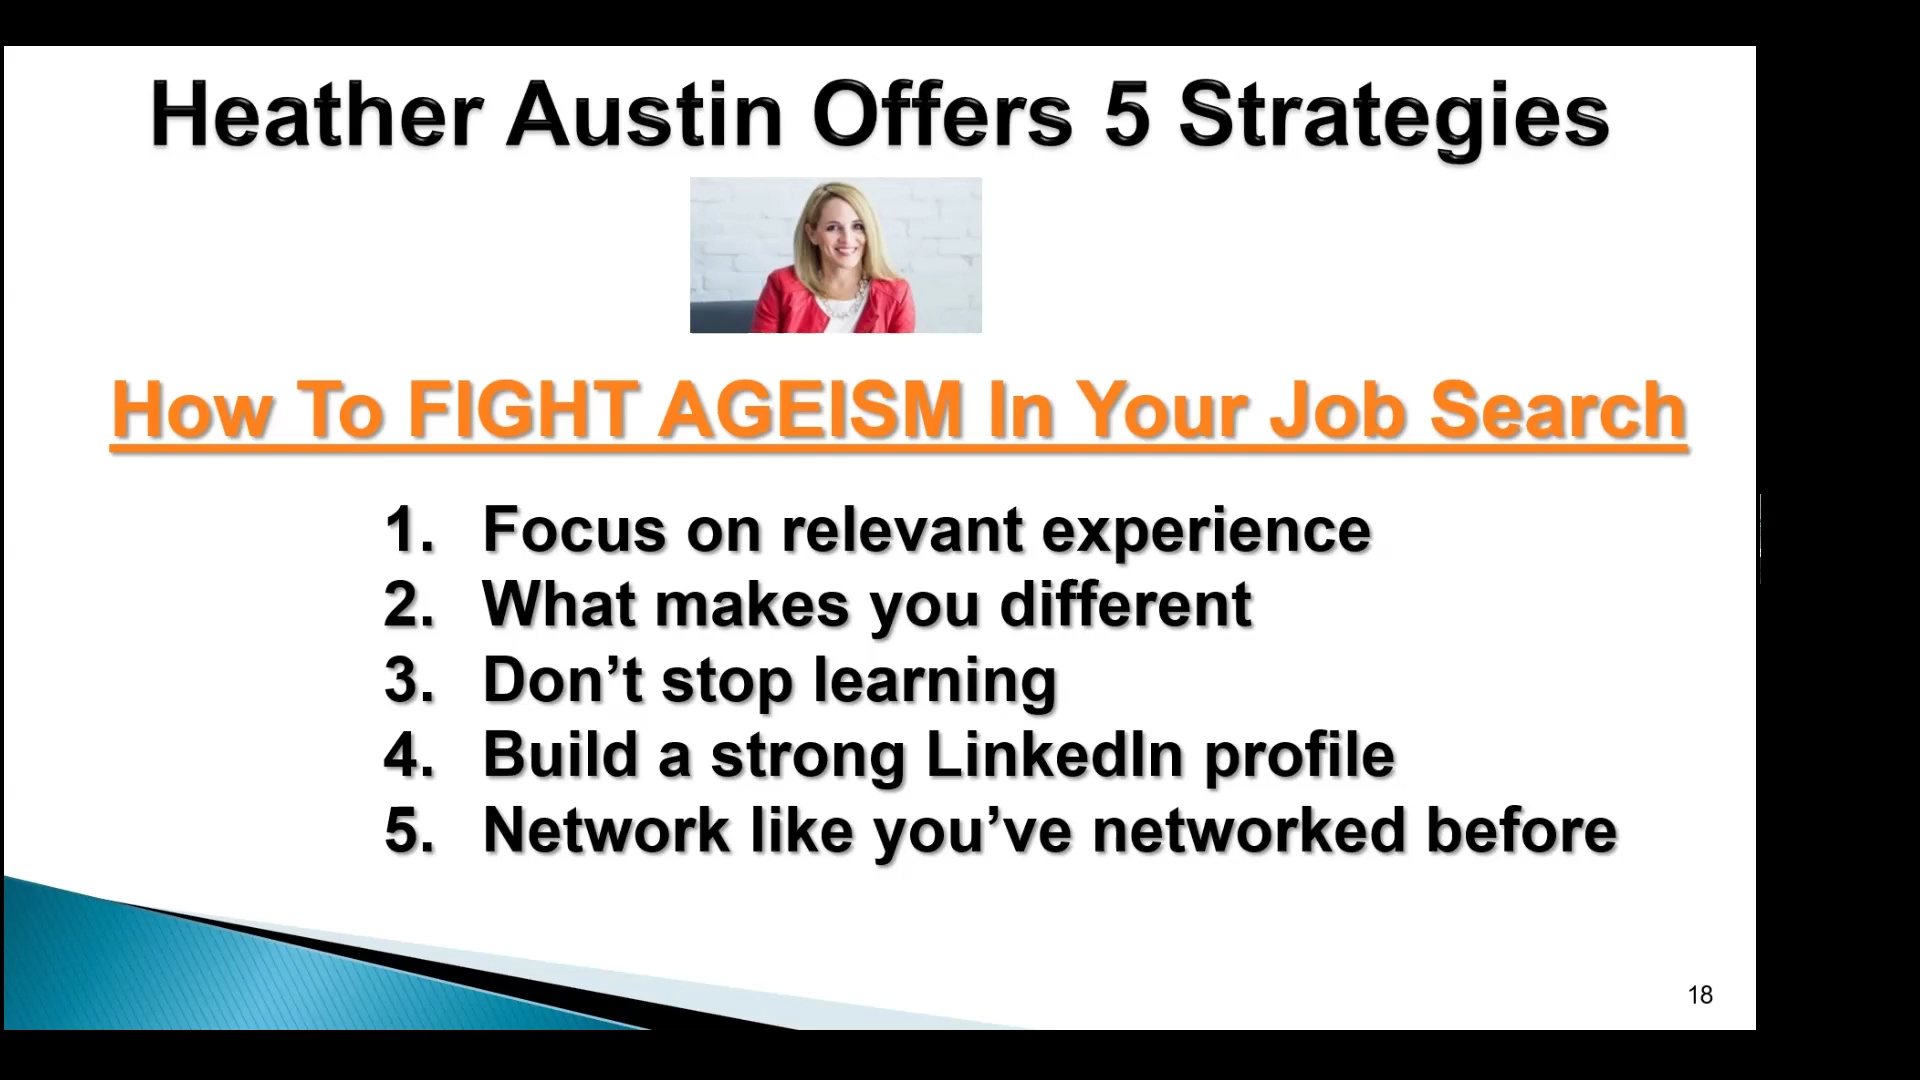 Heather Austin Offers 5 Strategies
How To FIGHT AGEISM In Your Job Search
1. Focus on relevant experience
2. What makes you different
3. Don’t stop learning
4. Build a strong LinkedIn profile
5. Network like you’ve networked before
18